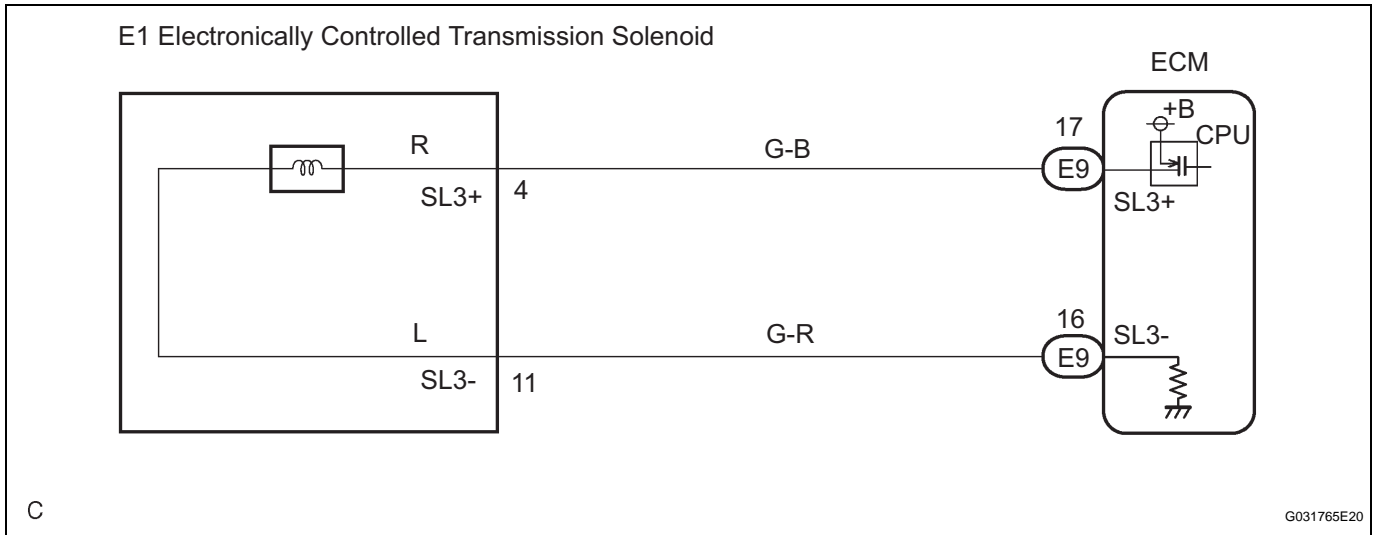 E1 Electronically Controlled Transmission Solenoid
ECM
+B
CPU
R
G-B
17
E9
SL3+
4
SL3+
L
G-R
16
E9
SL3-
SL3-
11
C
G031765E20